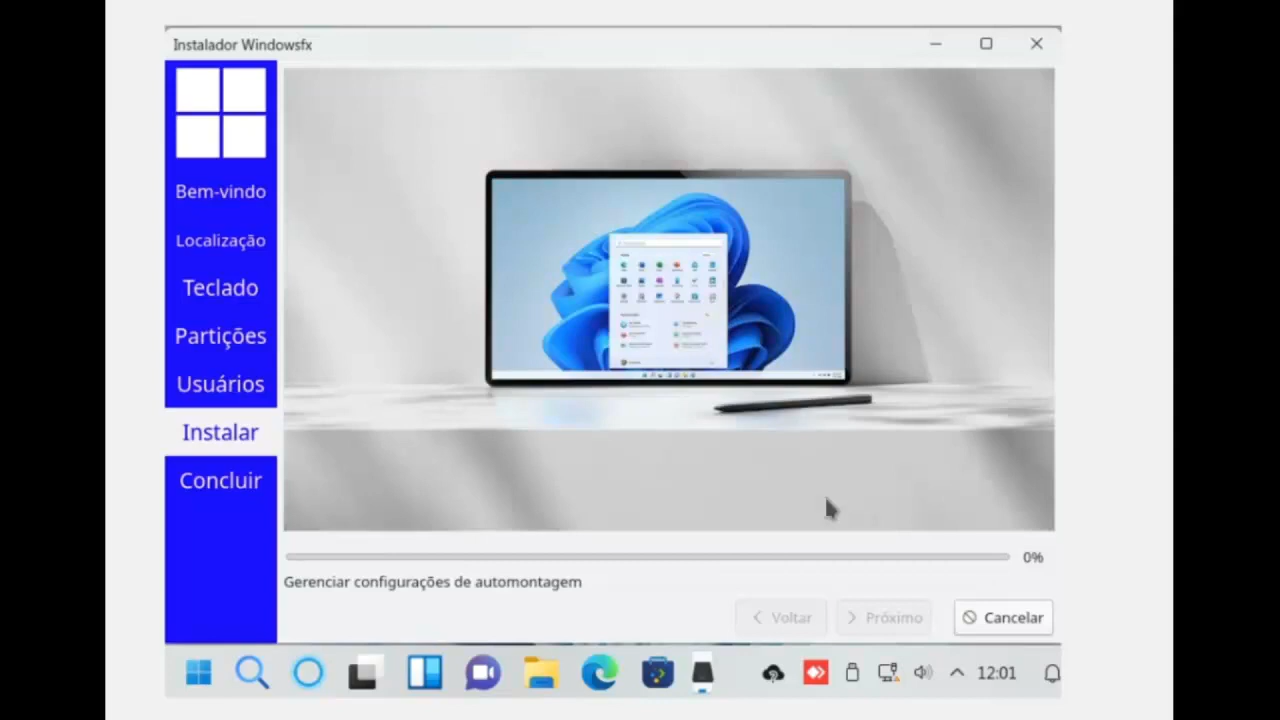 Instalador Windowsfx
Bem-vindo
Localização
Teclado
Partições
Usuários
Instalar
Concluir
0%
Gerenciar configurações de automontagem
Voltar
Próximo
Cancelar
12:01